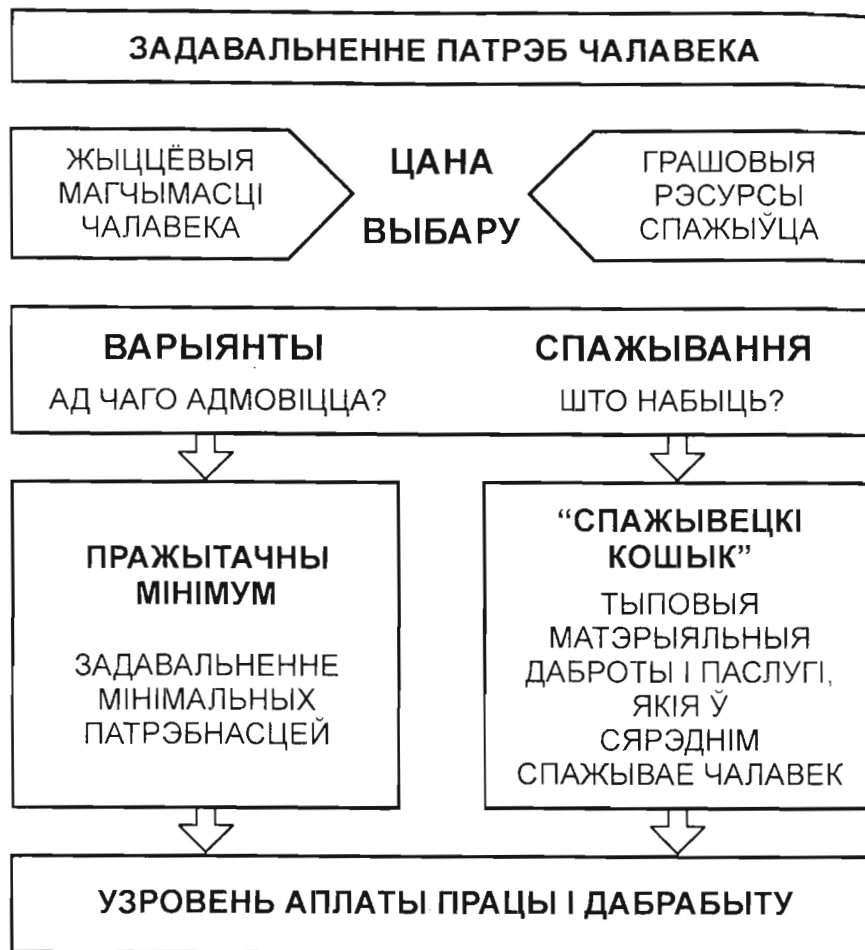 ЗАДАВАЛЬНЕННЕ ПАТРЭБ ЧАЛАВЕКА
ЖЫЦЦЁВЫЯ
МАГЧЫМАСЦІ
ЧАЛАВЕКА
ЦАНА
ВЫБАРУ
ГРАШОВЫЯ
РЭСУРСЫ
СПАЖЫЎЦА
ВАРЫЯНТЫ СПАЖЫВАННЯ
АД ЧАГО АДМОВІЦЦА? ШТО НАБЫЦЬ?
ПРАЖЫТАЧНЫ
МІНІМУМ
ЗАДАВАЛЬНЕННЕ
МІНІМАЛЬНЫХ
ПАТРЭБНАСЦЕЙ
“СПАЖЫВЕЦКІ
КОШЫК”
ТЫПОВЫЯ
МАТЭРЫЯЛЬНЫЯ
ДАБРОТЫ І ПАСЛУГІ,
ЯКІЯ Ў
СЯРЭДНІМ
СПАЖЫВАЕ ЧАЛАВЕК
УЗРОВЕНЬ АПЛАТЫ ПРАЦЫ І ДАБРАБЫТУ